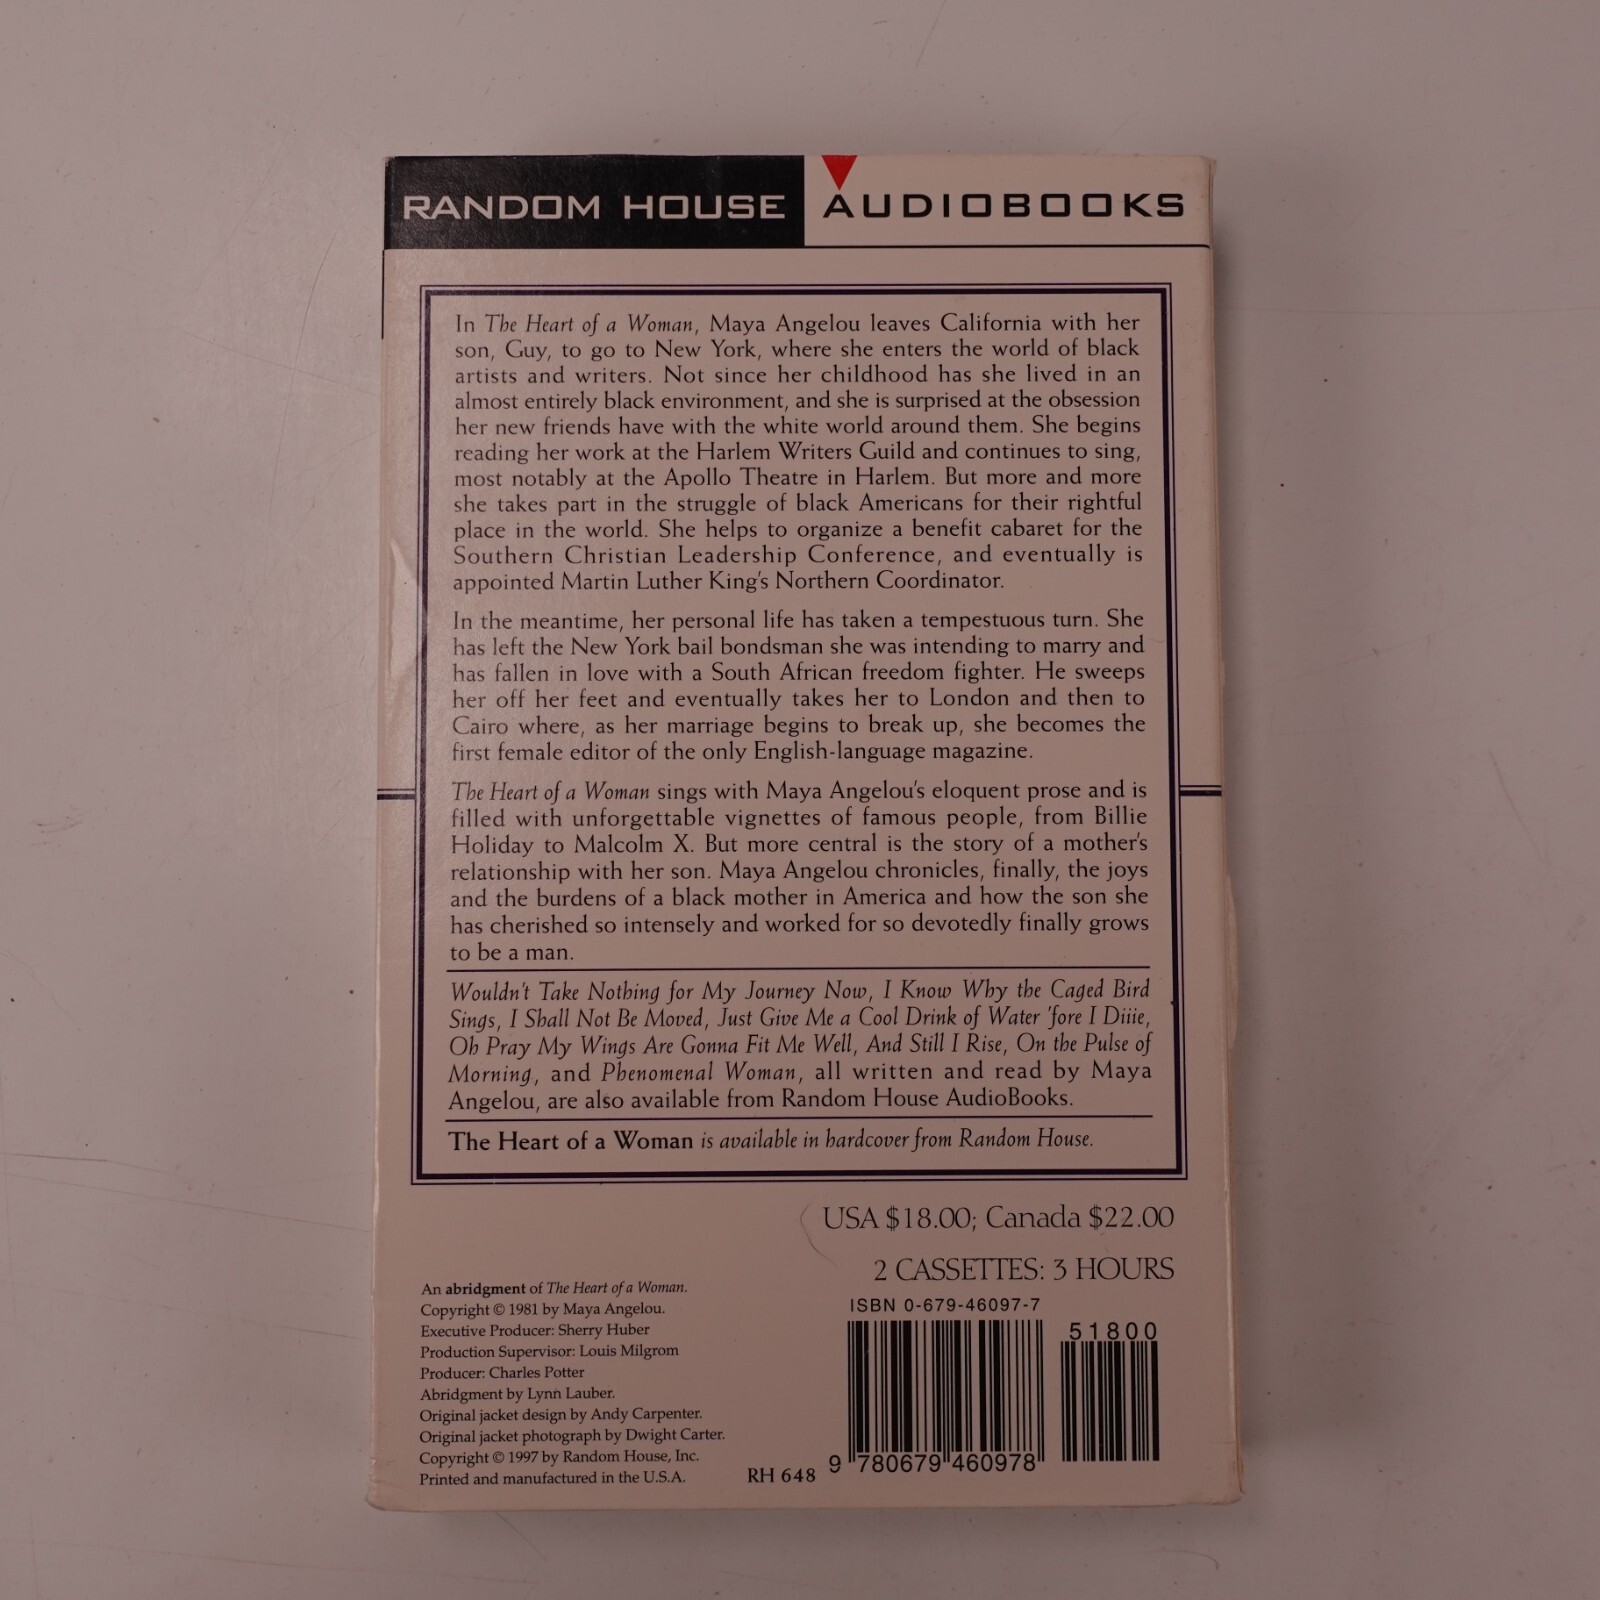 RANDOM HOUSE AUDIOBOOKS
In The Heart of a Woman, Maya Angelou leaves California with her
son, Guy, to go to New York, where she enters the world of black
artists and writers. Not since her childhood has she lived in an
almost entirely black environment, and she is surprised at the obsession
her new friends have with the white world around them. She begins
reading her work at the Harlem Writers Guild and continues to sing,
most notably at the Apollo Theatre in Harlem. But more and more
she takes part in the struggle of black Americans for their rightful
place in the world. She helps to organize a benefit cabaret for the
Southern Christian Leadership Conference, and eventually is
appointed Martin Luther King's Northern Coordinator.
In the meantime, her personal life has taken a tempestuous turn. She
has left the New York bail bondsman she was intending to marry and
has fallen in love with a South African freedom fighter. He sweeps
her off her feet and eventually takes her to London and then to
Cairo where, as her marriage begins to break up, she becomes the
first female editor of the only English-language magazine.
The Heart of a Woman sings with Maya Angelou's eloquent prose and is
filled with unforgettable vignettes of famous people, from Billie
Holiday to Malcolm X. But more central is the story of a mother's
relationship with her son. Maya Angelou chronicles, finally, the joys
and the burdens of a black mother in America and how the son she
has cherished so intensely and worked for so devotedly finally grows
to be a man.
Wouldn't Take Nothing for My Journey Now, I Know Why the Caged Bird
Sings, I Shall Not Be Moved, Just Give Me a Cool Drink of Water 'fore I Diiie,
Oh Pray My Wings Are Gonna Fit Me Well, And Still I Rise, On the Pulse of
Morning, and Phenomenal Woman, all written and read by Maya
Angelou, are also available from Random House AudioBooks.
The Heart of a Woman is available in hardcover from Random House.
USA $18.00; Canada $22.00
2 CASSETTES: 3 HOURS
An abridgment of The Heart of a Woman.
Copyright © 1981 by Maya Angelou.
Executive Producer: Sherry Huber
Production Supervisor: Louis Milgrom
Producer: Charles Potter
Abridgment by Lynn Lauber.
Original jacket design by Andy Carpenter.
Original jacket photograph by Dwight Carter.
Copyright © 1997 by Random House, Inc.
Printed and manufactured in the U.S.A.
RH 648
ISBN 0-679-46097-7
51800
9 780679 460978